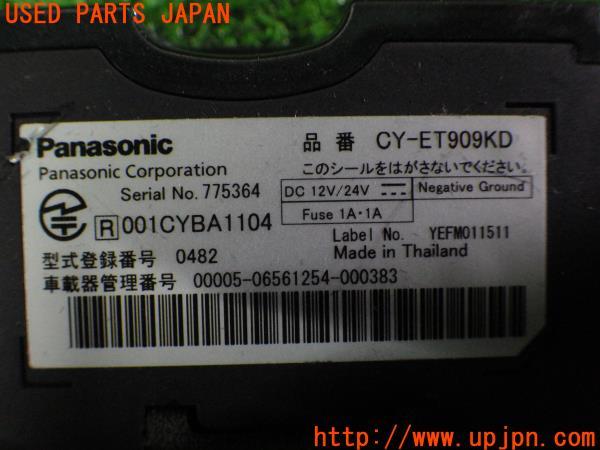 USED PARTS JAPAN
Panasonic
品 番 CY-ET909KD
Panasonic Corporation
このシールをはがさないでください。
Serial No. 775364
DC 12V/24V
Negative Ground
Fuse 1A・1A
R 001CYBA1104
Label No. YEFM011511
型式登録番号 0482
Made in Thailand
車載器管理番号 00005-06561254-000383
http://www.upjpn.com